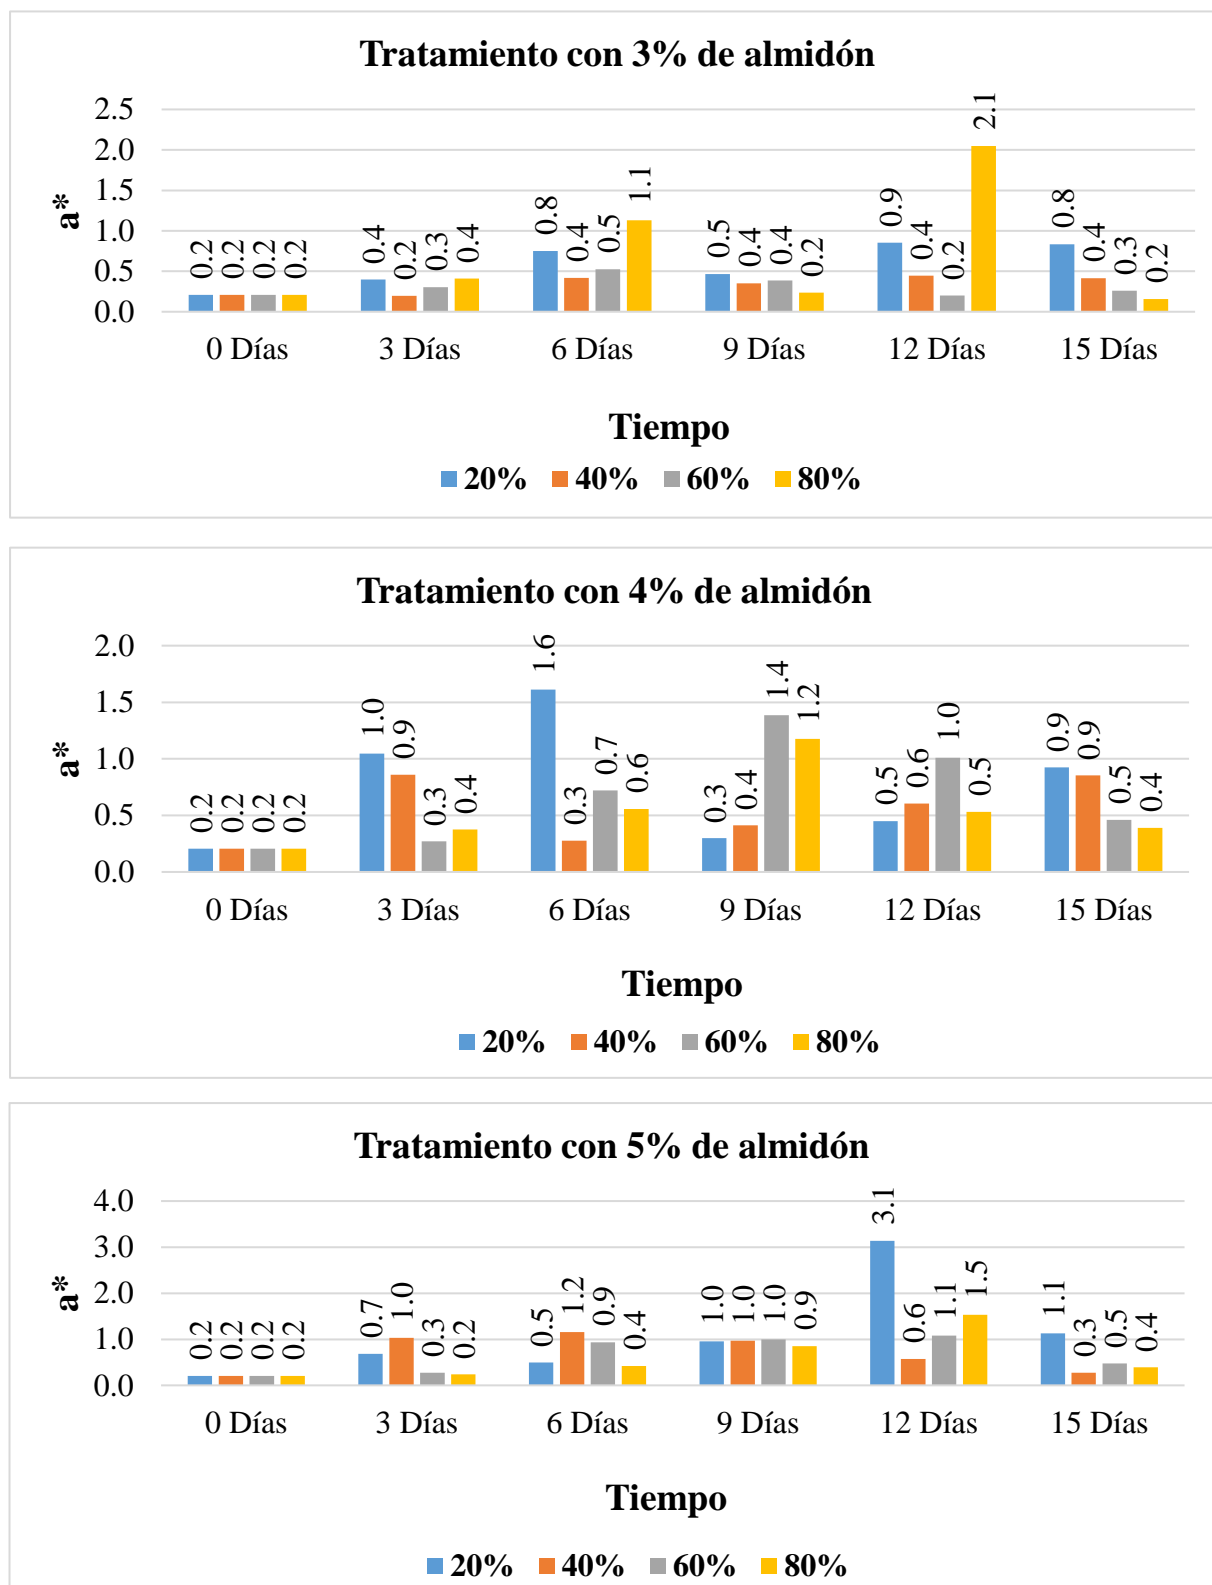 Tratamiento con 3% de almidón
2.5
2.0
1.5
1.0
0.5
0.0
a*
0.2 0.2 0.2 0.2 0.4 0.2 0.3 0.4 0.8 0.4 0.5 1.1 0.5 0.4 0.4 0.2 0.9 0.4 0.2 2.1 0.8 0.4 0.3 0.2
0 Días 3 Días 6 Días 9 Días 12 Días 15 Días
Tiempo
20% 40% 60% 80%
Tratamiento con 4% de almidón
2.0
1.5
1.0
0.5
0.0
a*
0.2 0.2 0.2 0.2 1.0 0.9 0.3 0.4 1.6 0.3 0.7 0.6 0.3 0.4 1.4 1.2 0.5 0.6 1.0 0.5 0.9 0.9 0.5 0.4
0 Días 3 Días 6 Días 9 Días 12 Días 15 Días
Tiempo
20% 40% 60% 80%
Tratamiento con 5% de almidón
4.0
3.0
2.0
1.0
0.0
a*
0.2 0.2 0.2 0.2 0.7 1.0 0.3 0.2 0.5 1.2 0.9 0.4 1.0 1.0 1.0 0.9 3.1 0.6 1.1 1.5 1.1 0.3 0.5 0.4
0 Días 3 Días 6 Días 9 Días 12 Días 15 Días
Tiempo
20% 40% 60% 80%